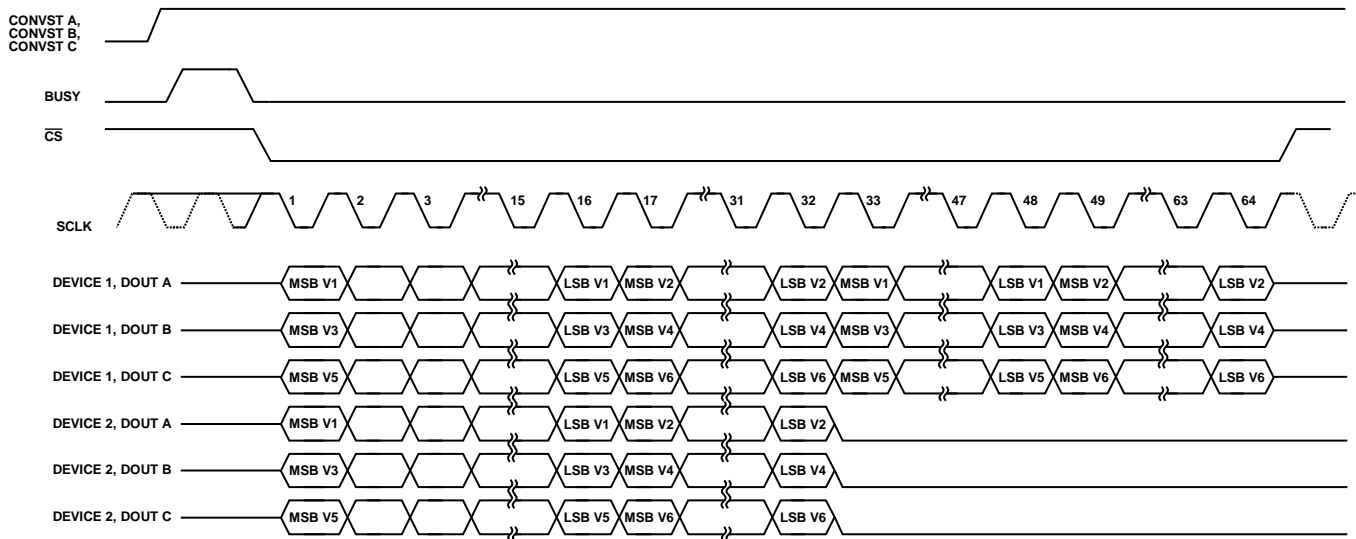 CONVST A,
CONVST B,
CONVST C
BUSY
CS
SCLK
1 2 3 15 16 17 31 32 33 47 48 49 63 64
DEVICE 1, DOUT A MSB V1 LSB V1 MSB V2 LSB V2 MSB V1 LSB V1 MSB V2 LSB V2
DEVICE 1, DOUT B MSB V3 LSB V3 MSB V4 LSB V4 MSB V3 LSB V3 MSB V4 LSB V4
DEVICE 1, DOUT C MSB V5 LSB V5 MSB V6 LSB V6 MSB V5 LSB V5 MSB V6 LSB V6
DEVICE 2, DOUT A MSB V1 LSB V1 MSB V2 LSB V2
DEVICE 2, DOUT B MSB V3 LSB V3 MSB V4 LSB V4
DEVICE 2, DOUT C MSB V5 LSB V5 MSB V6 LSB V6